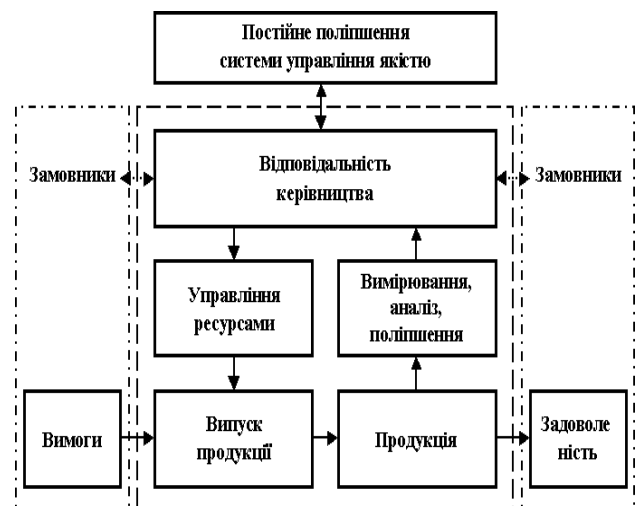 Постійне поліпшення
системи управління якістю
Замовники
Відповідальність
керівництва
Замовники
Управління
ресурсами
Вимірювання,
аналіз,
поліпшення
Вимоги
Випуск
продукції
Продукція
Задоволе
ність